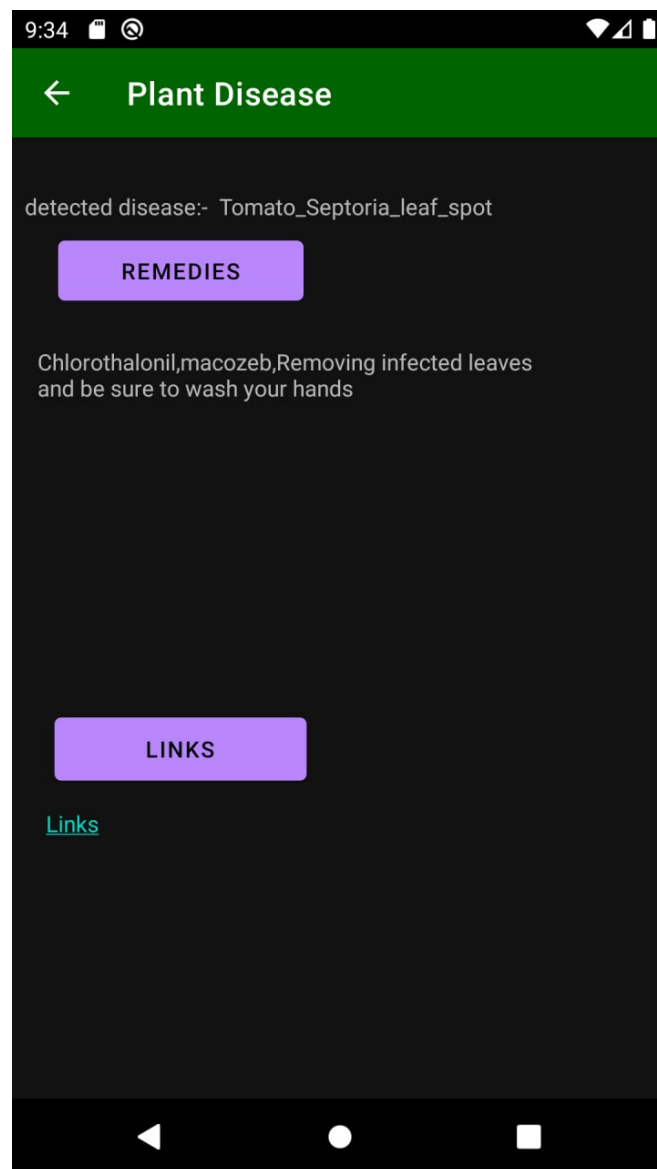 9:34
Plant Disease
detected disease:- Tomato_Septoria_leaf_spot
REMEDIES
Chlorothalonil,macozeb,Removing infected leaves
and be sure to wash your hands
LINKS
Links